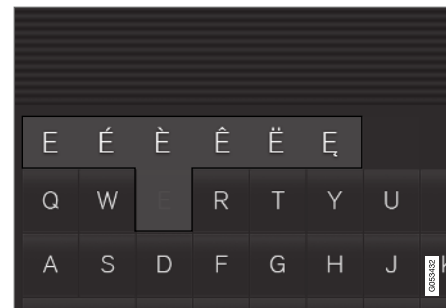 E É È Ê Ë Ę
Q W E R T Y U
A S D F G H J K
G053432